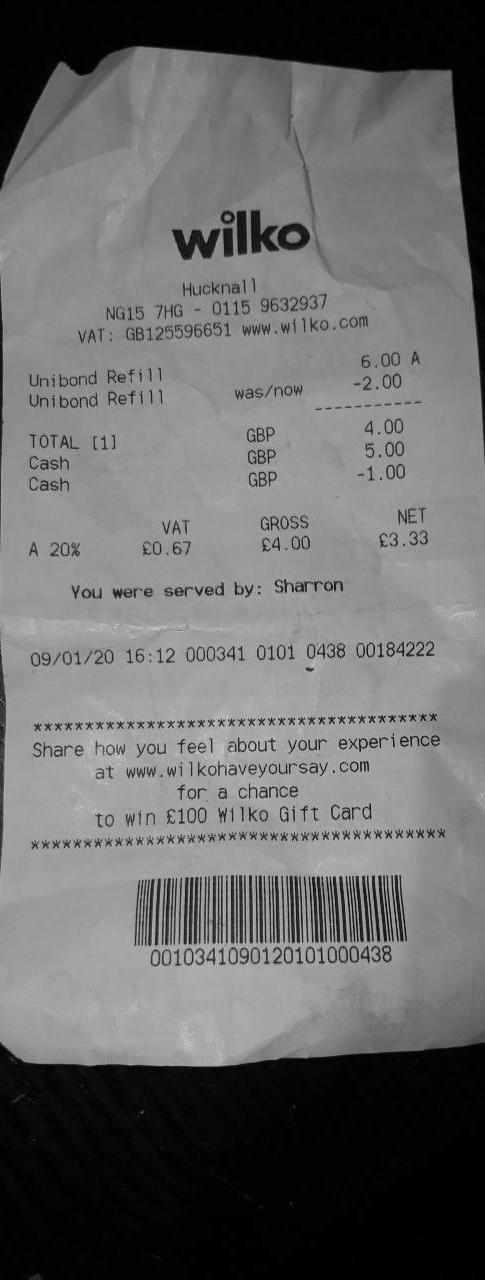 wilko
Hucknall
NG15 7HG - 0115 9632937
VAT: GB125596651 www.wilko.com
Unibond Refill 6.00 A
Unibond Refill was/now -2.00
-----------
TOTAL [1] GBP 4.00
Cash GBP 5.00
Cash GBP -1.00
VAT GROSS NET
A 20% £0.67 £4.00 £3.33
You were served by: Sharron
09/01/20 16:12 000341 0101 0438 00184222
****************************************
Share how you feel about your experience
at www.wilkohaveyoursay.com
for a chance
to win £100 Wilko Gift Card
****************************************
0010341090120101000438